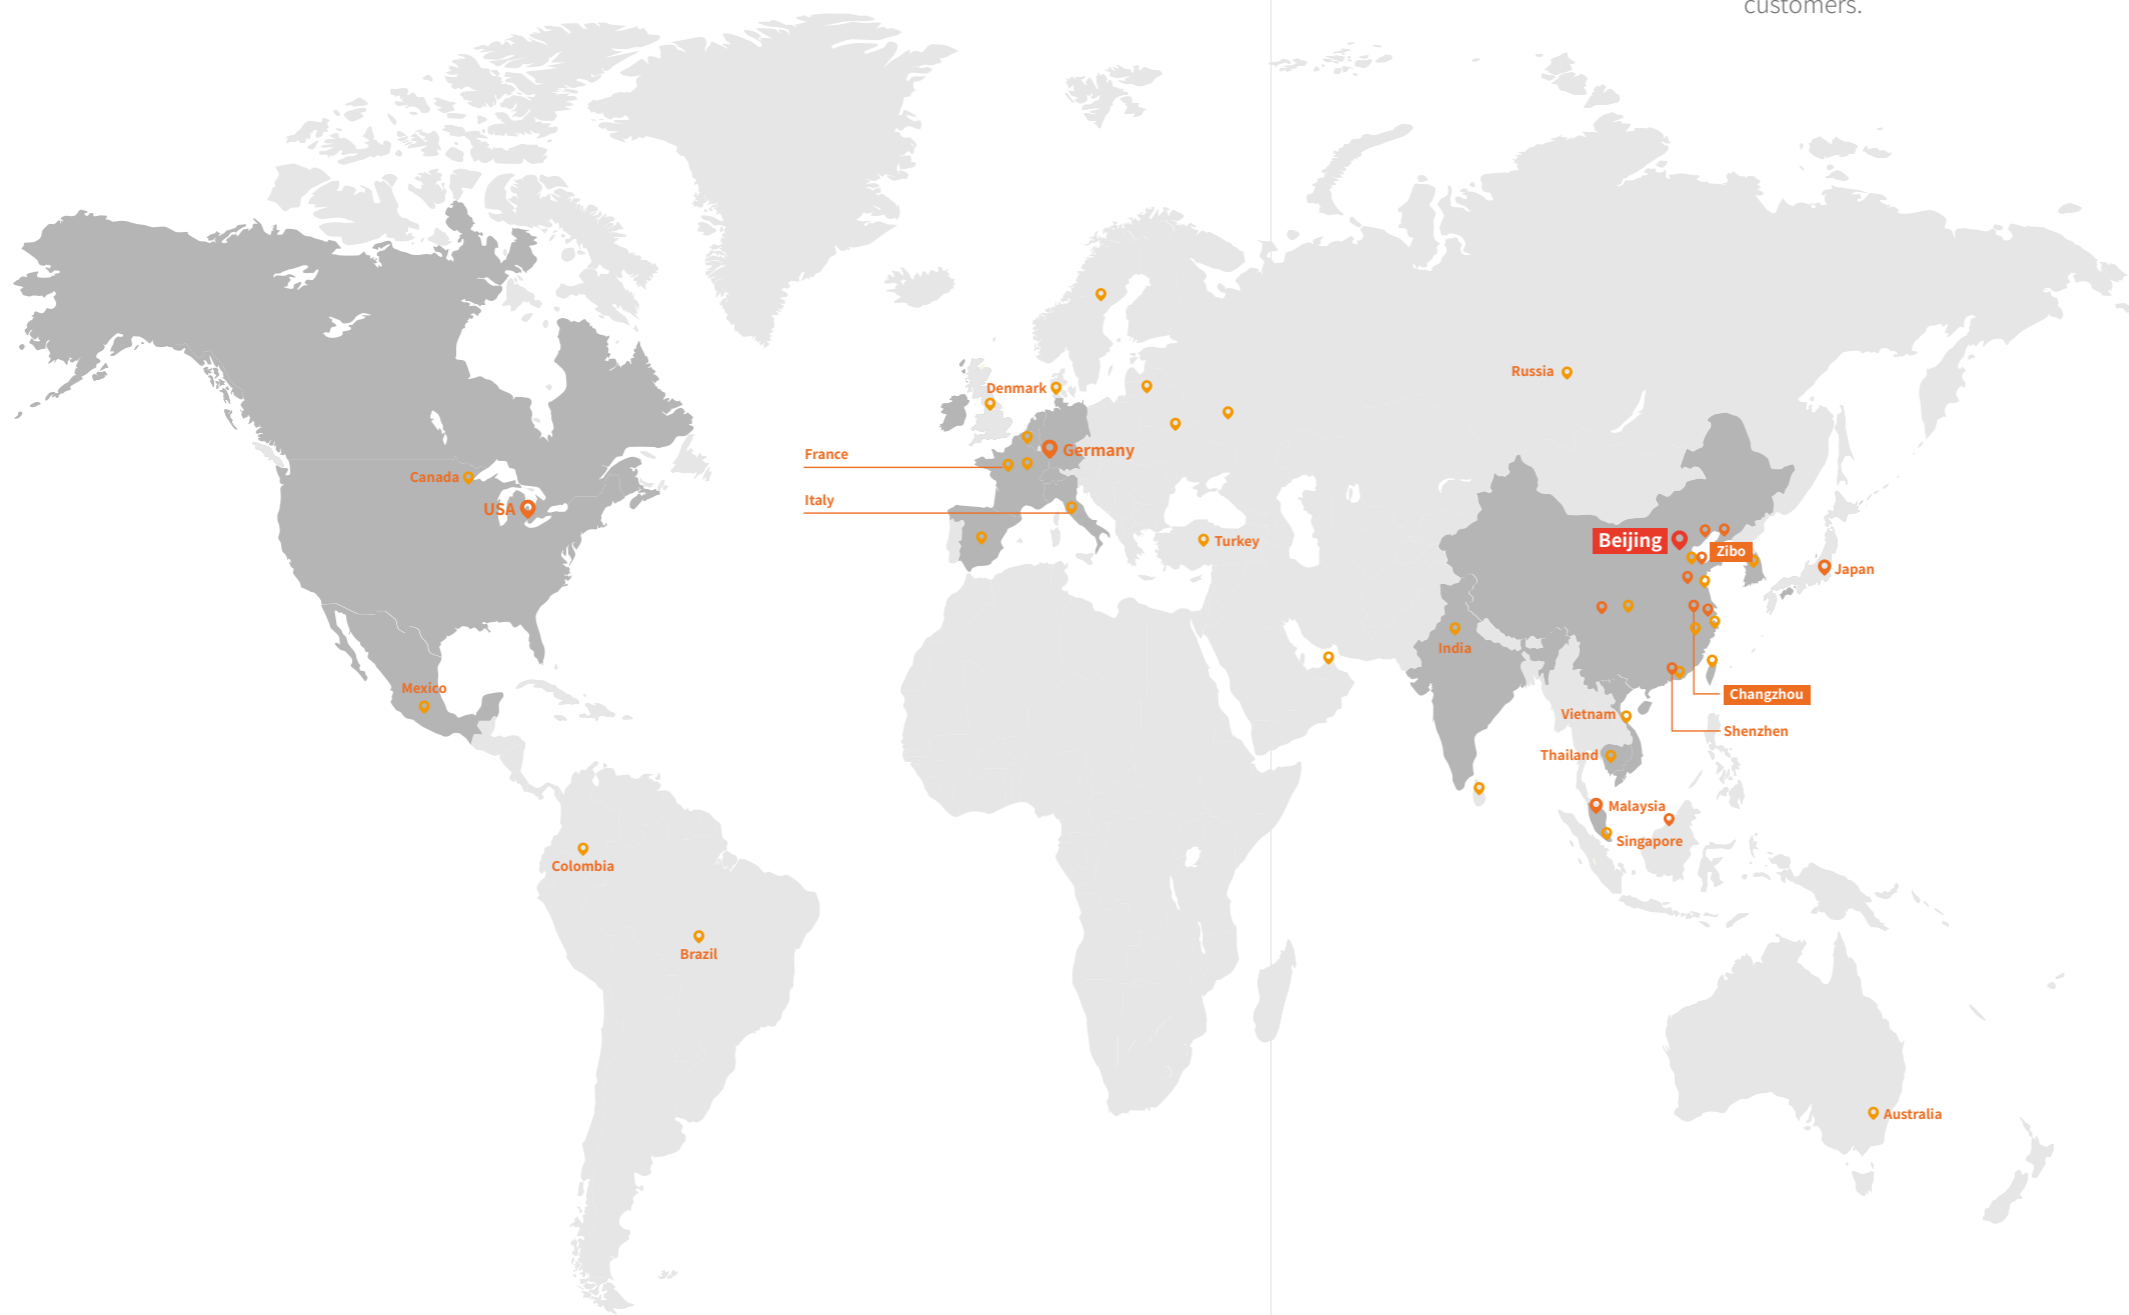 customers.
Russia
Denmark
Germany
France
Canada
Italy
USA
Beijing
Turkey
Zibo
Japan
India
Mexico
Changzhou
Vietnam
Shenzhen
Thailand
Malaysia
Singapore
Colombia
Brazil
Australia